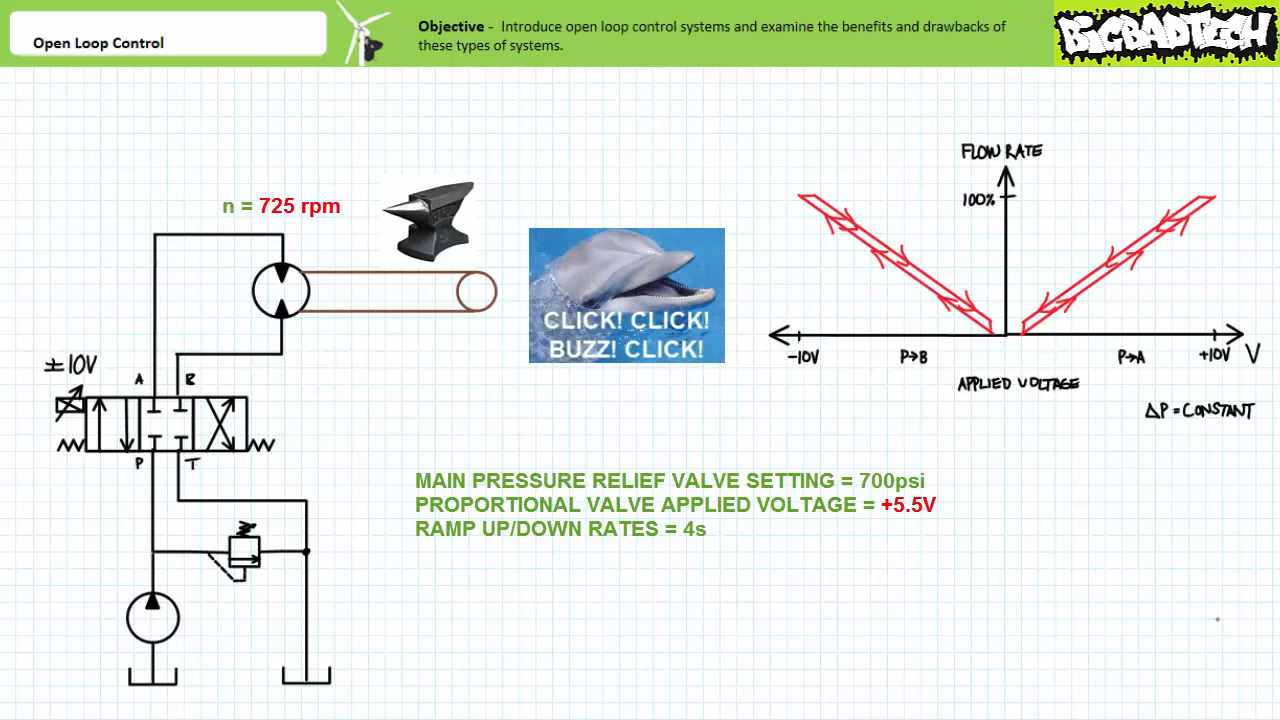 Open Loop Control
Objective - Introduce open loop control systems and examine the benefits and drawbacks of
these types of systems.
BIGBADTECH
n = 725 rpm
CLICK! CLICK!
BUZZ! CLICK!
±10V
A B
P T
FLOW RATE
100%
-10V P→B P→A +10V V
APPLIED VOLTAGE
ΔP = CONSTANT
MAIN PRESSURE RELIEF VALVE SETTING = 700psi
PROPORTIONAL VALVE APPLIED VOLTAGE = +5.5V
RAMP UP/DOWN RATES = 4s